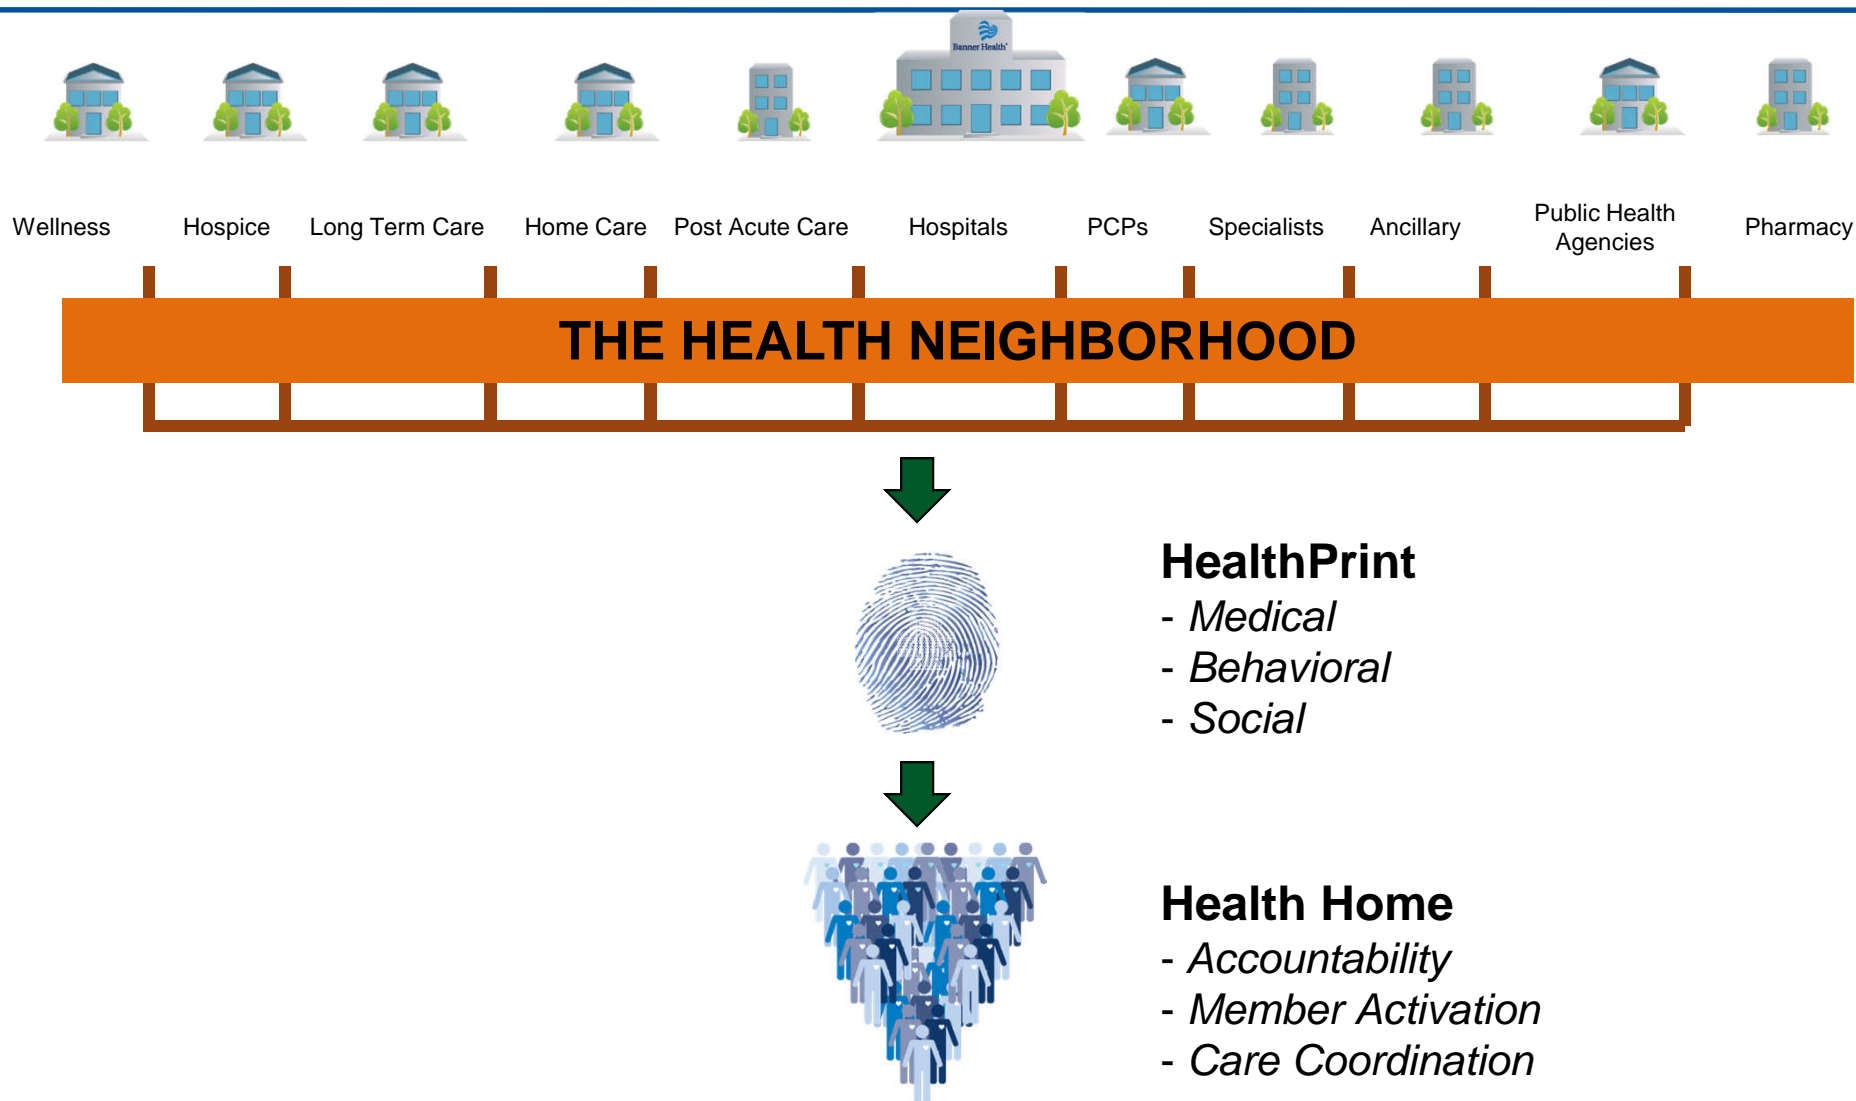 Banner Health®
Wellness
Hospice
Long Term Care
Home Care
Post Acute Care
Hospitals
PCPs
Specialists
Ancillary
Public Health
Agencies
Pharmacy
THE HEALTH NEIGHBORHOOD
HealthPrint
- Medical
- Behavioral
- Social
Health Home
- Accountability
- Member Activation
- Care Coordination